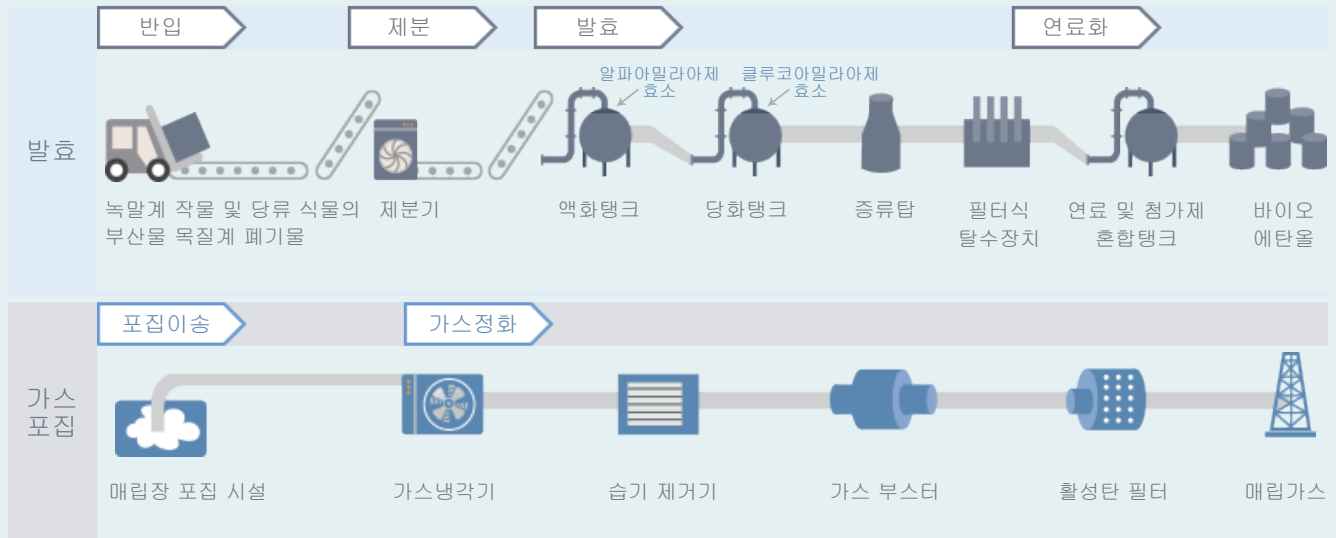 반입
제분
발효
연료화
알파아밀라아제
효소
클루코아밀라아제
효소
발효
녹말계 작물 및 당류 식물의
부산물 목질계 폐기물
제분기
액화탱크
당화탱크
증류탑
필터식
탈수장치
연료 및 첨가제
혼합탱크
바이오
에탄올
포집이송
가스정화
가스
포집
매립장 포집 시설
가스냉각기
습기 제거기
가스 부스터
활성탄 필터
매립가스